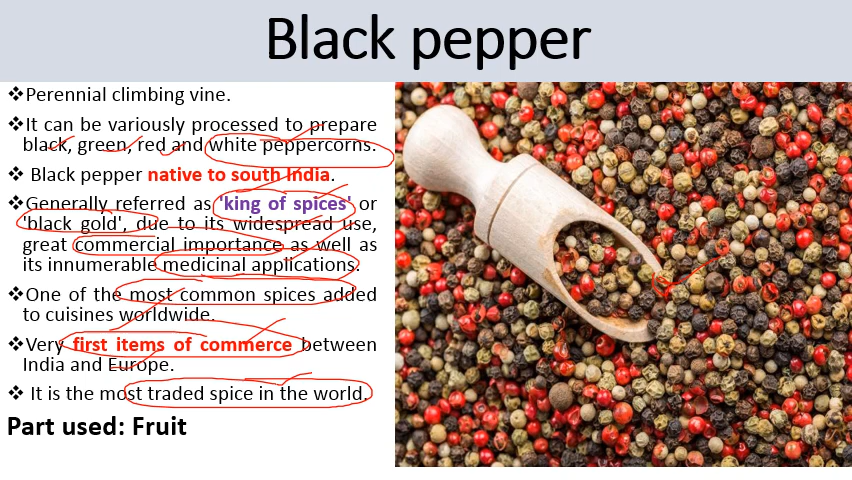 Black pepper
❖Perennial climbing vine.
❖It can be variously processed to prepare
black, green, red and white peppercorns.
❖ Black pepper native to south India.
❖Generally referred as 'king of spices' or
'black gold', due to its widespread use,
great commercial importance as well as
its innumerable medicinal applications.
❖One of the most common spices added
to cuisines worldwide.
❖Very first items of commerce between
India and Europe.
❖ It is the most traded spice in the world.
Part used: Fruit